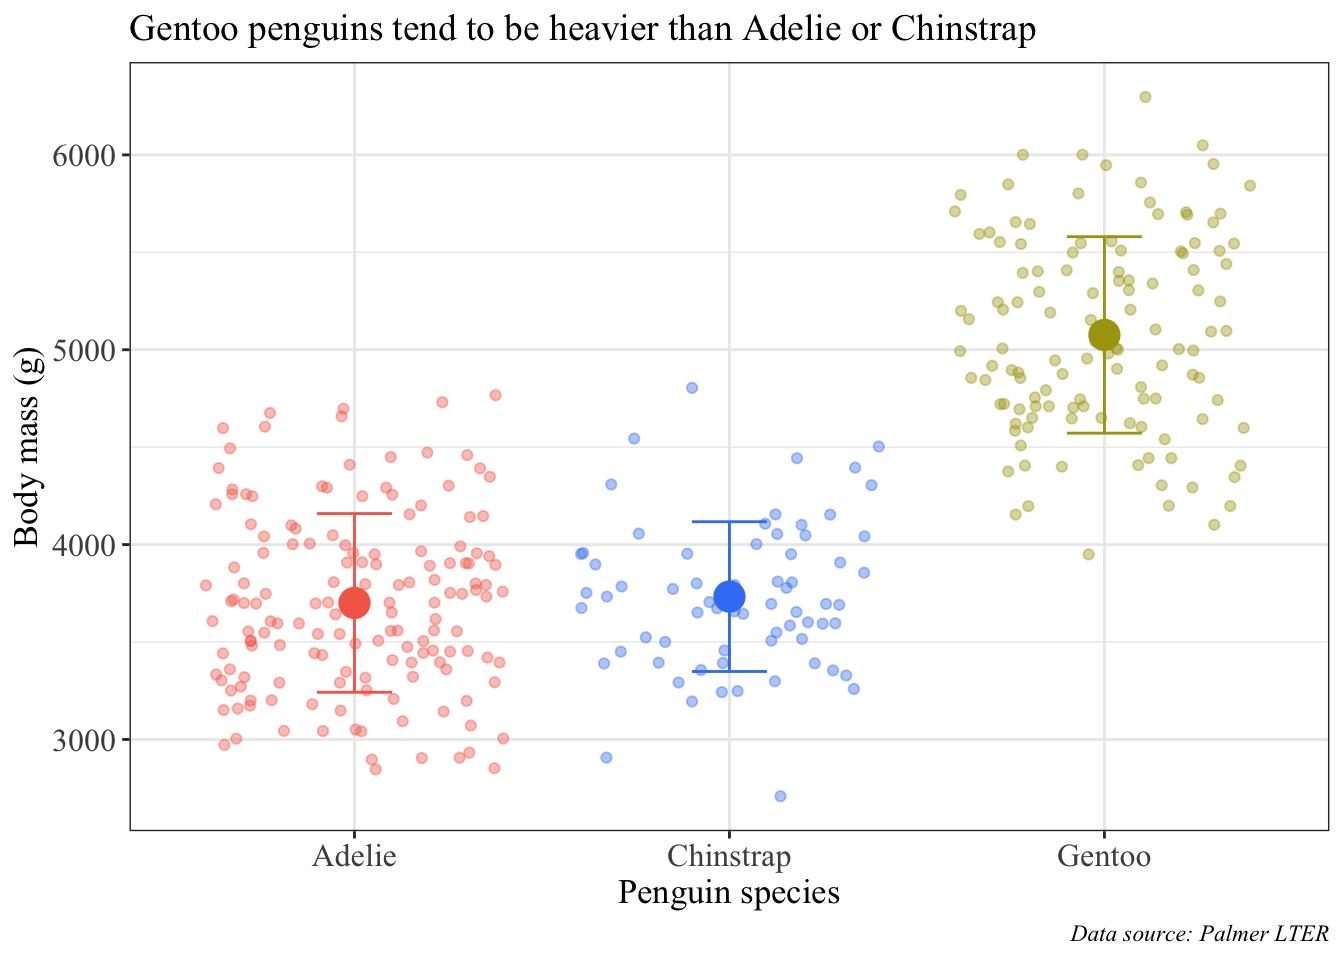 Gentoo penguins tend to be heavier than Adelie or Chinstrap
Body mass (g)
6000
5000
4000
3000
Adelie Chinstrap Gentoo
Penguin species
Data source: Palmer LTER